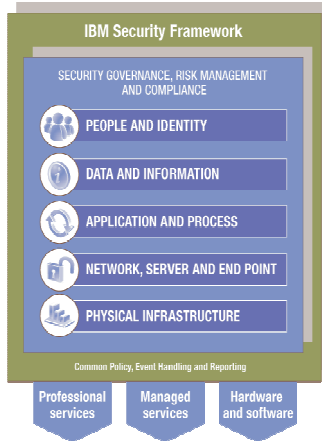 IBM Security Framework
SECURITY GOVERNANCE, RISK MANAGEMENT
AND COMPLIANCE
PEOPLE AND IDENTITY
DATA AND INFORMATION
APPLICATION AND PROCESS
NETWORK, SERVER AND END POINT
PHYSICAL INFRASTRUCTURE
Common Policy, Event Handling and Reporting
Professional
services
Managed
services
Hardware
and software